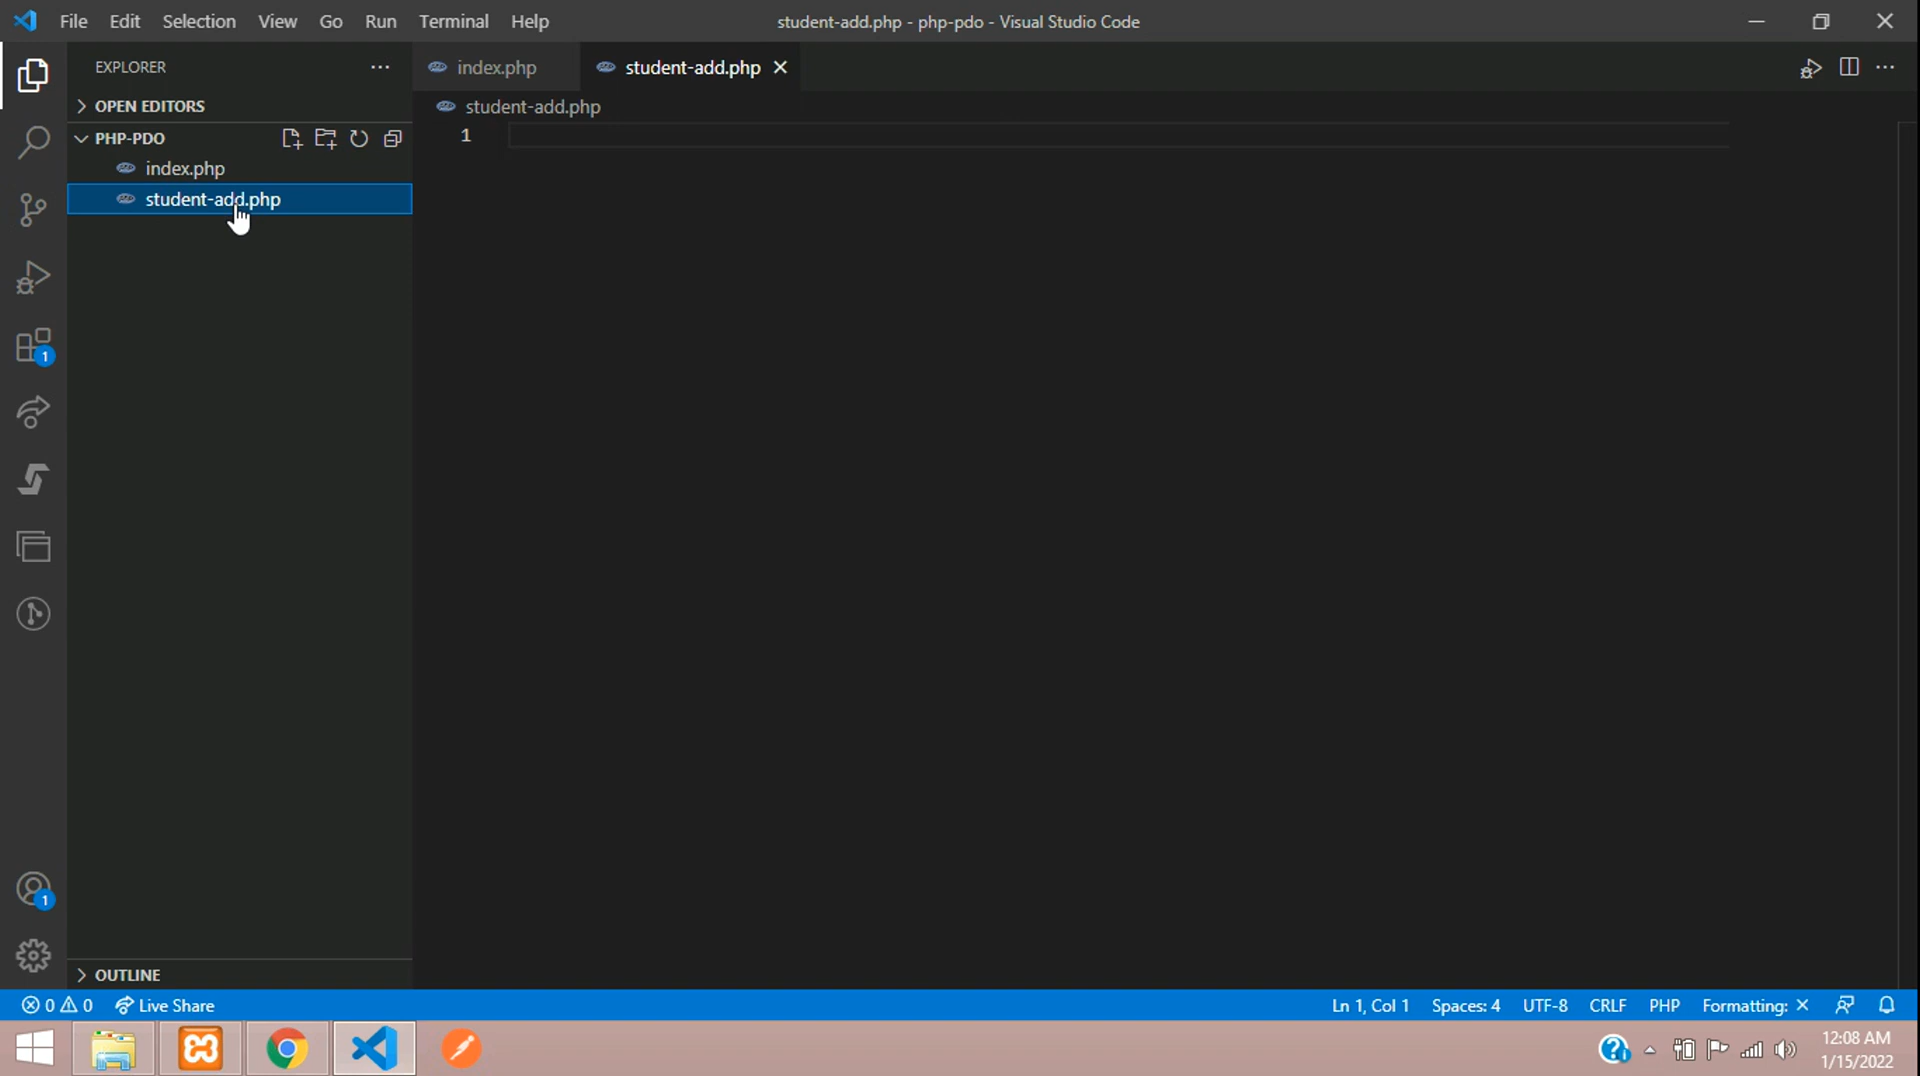 File Edit Selection View Go Run Terminal Help student-add.php - php-pdo - Visual Studio Code
EXPLORER
index.php student-add.php
OPEN EDITORS
student-add.php
PHP-PDO
1
index.php
student-add.php
1
1
OUTLINE
0 0 Live Share Ln 1, Col 1 Spaces: 4 UTF-8 CRLF PHP Formatting: ×
12:08 AM
1/15/2022